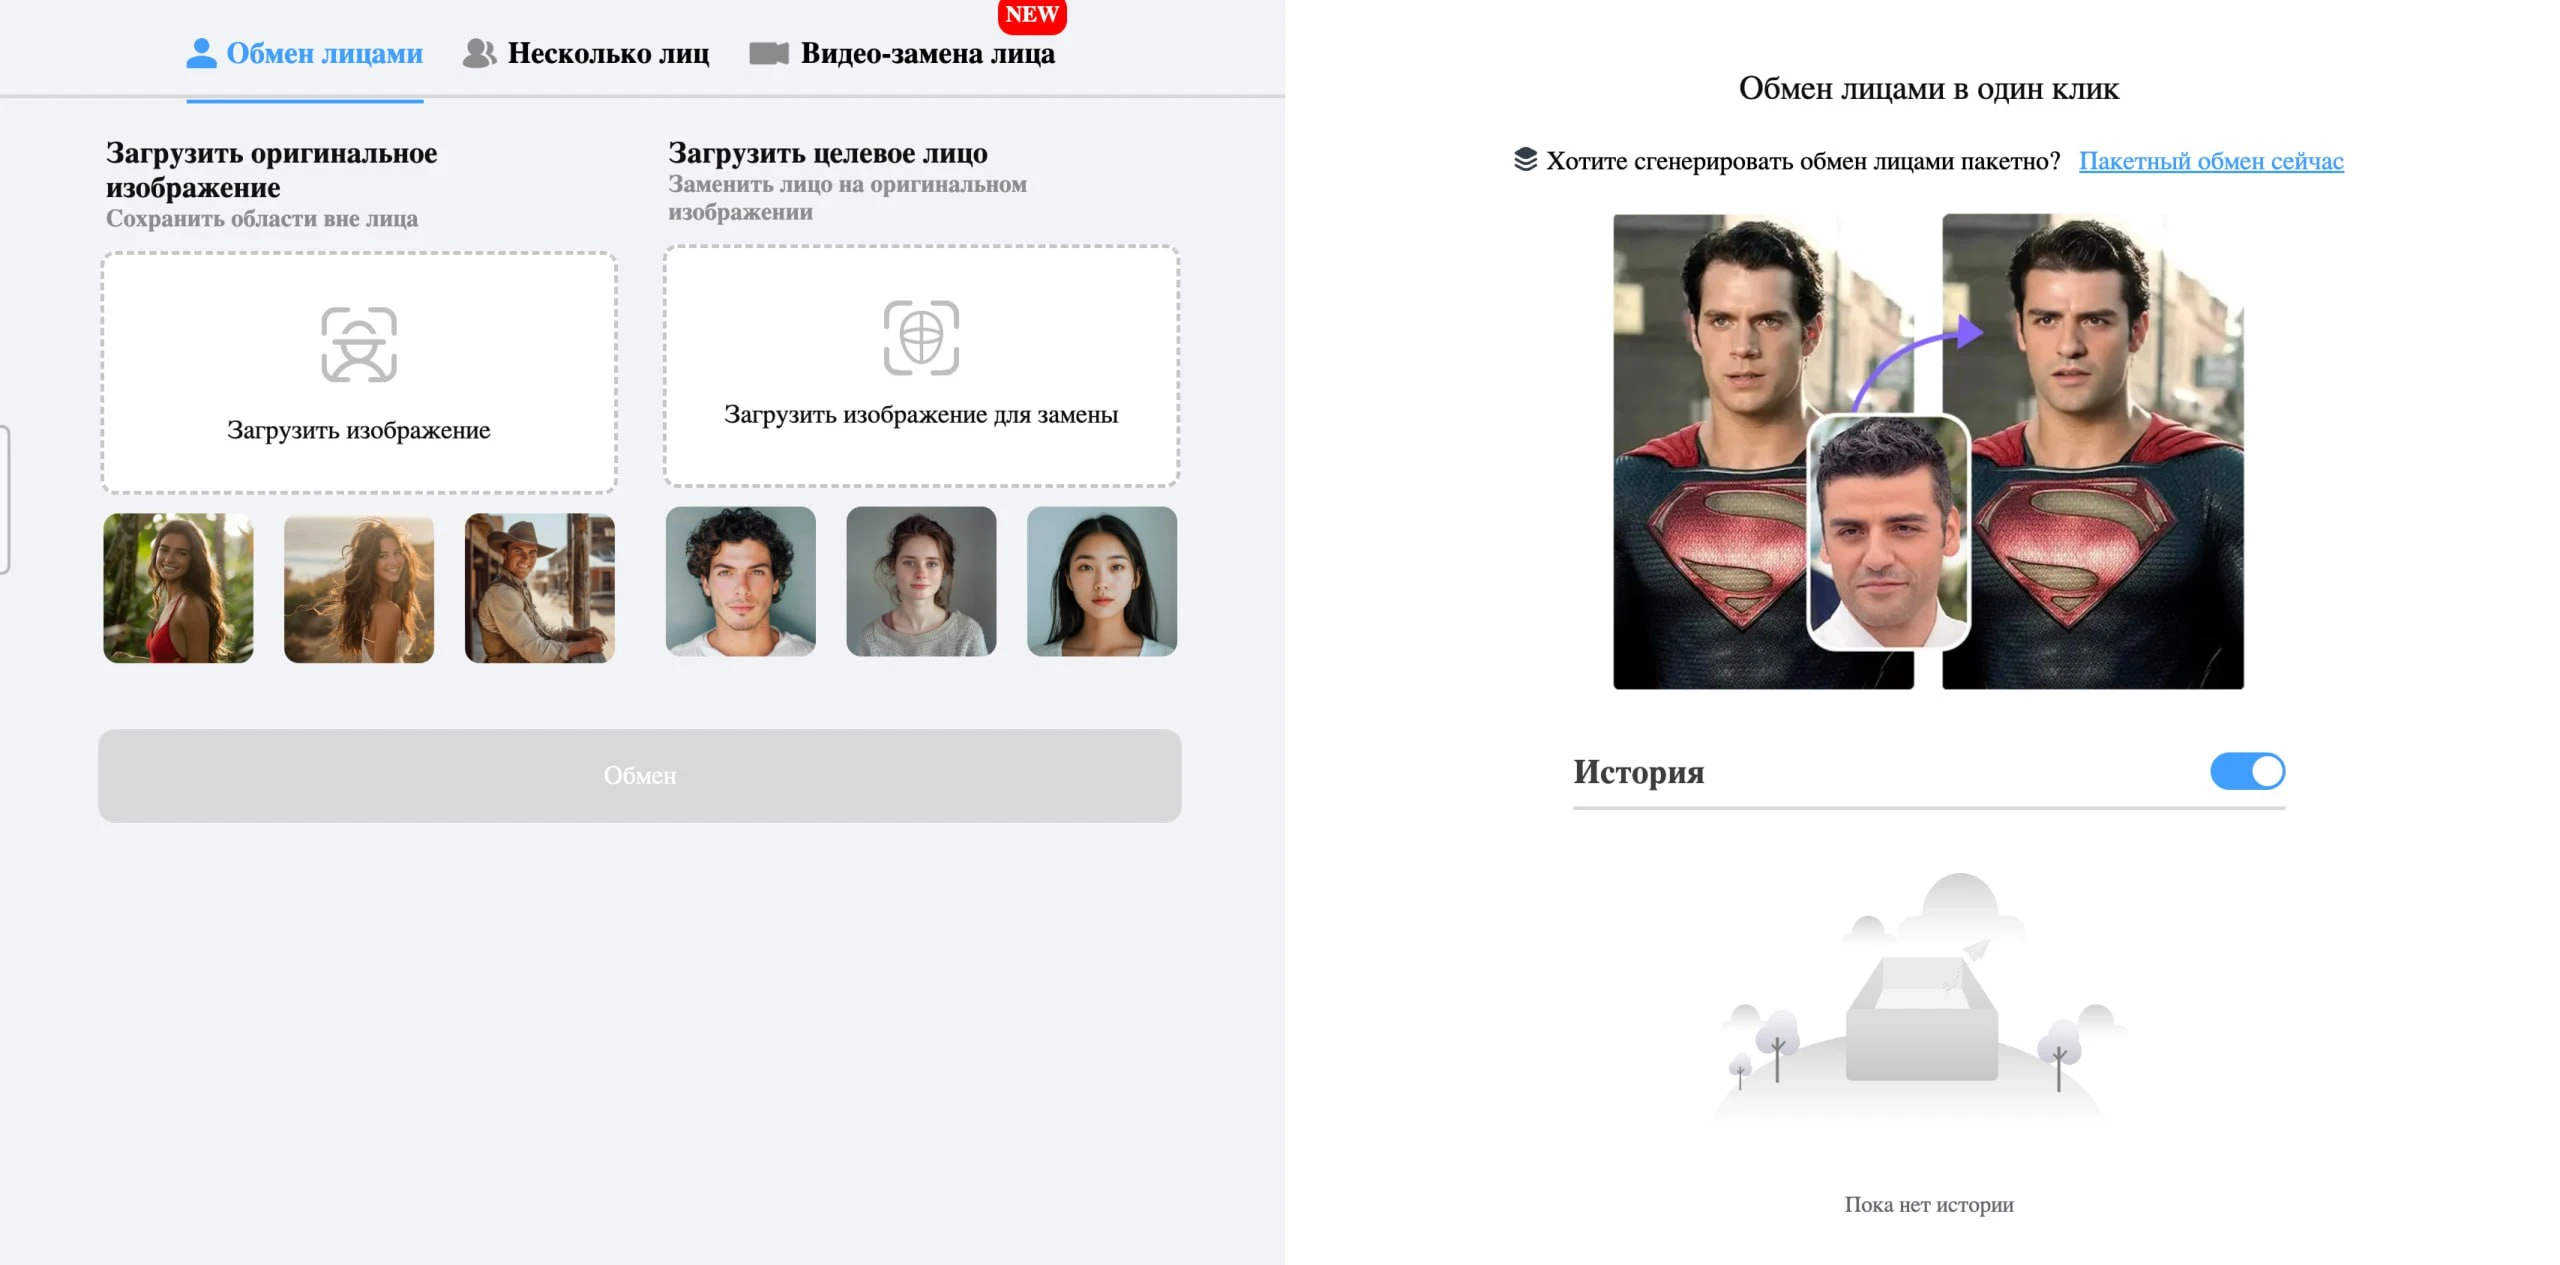 NEW
Обмен лицами
Несколько лиц
Видео-замена лица
Загрузить оригинальное
изображение
Сохранить области вне лица
Загрузить изображение
Загрузить целевое лицо
Заменить лицо на оригинальном
изображении
Загрузить изображение для замены
Обмен
Обмен лицами в один клик
Хотите сгенерировать обмен лицами пакетно? Пакетный обмен сейчас
История
Пока нет истории